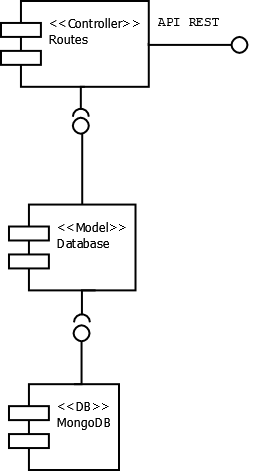 <<Controller>>
Routes
API REST
<<Model>>
Database
<<DB>>
MongoDB